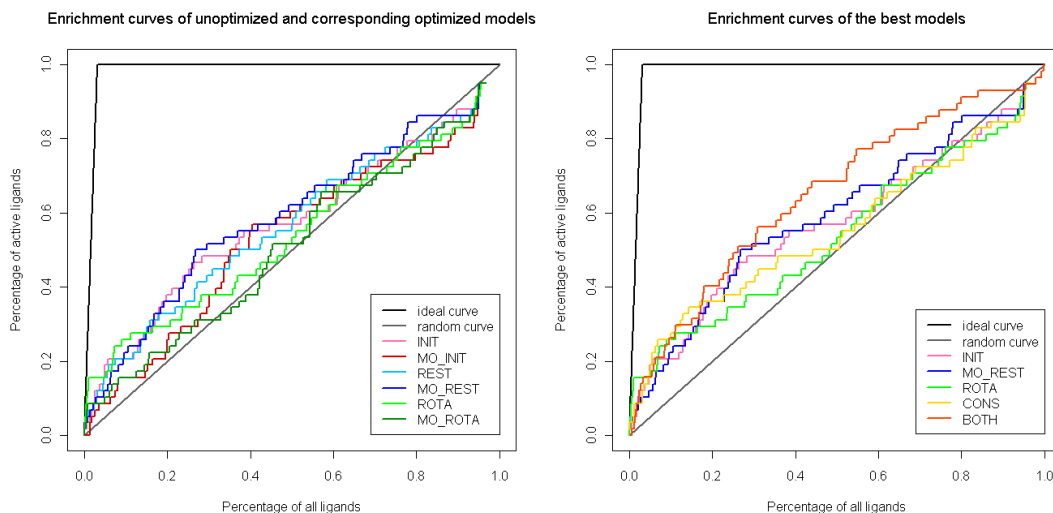 Enrichment curves of unoptimized and corresponding optimized models
Percentage of active ligands
1.0
0.8
0.6
0.4
0.2
0.0
ideal curve
random curve
INIT
MO_INIT
REST
MO_REST
ROTA
MO_ROTA
0.0 0.2 0.4 0.6 0.8 1.0
Percentage of all ligands
Enrichment curves of the best models
Percentage of active ligands
1.0
0.8
0.6
0.4
0.2
0.0
ideal curve
random curve
INIT
MO_REST
ROTA
CONS
BOTH
0.0 0.2 0.4 0.6 0.8 1.0
Percentage of all ligands